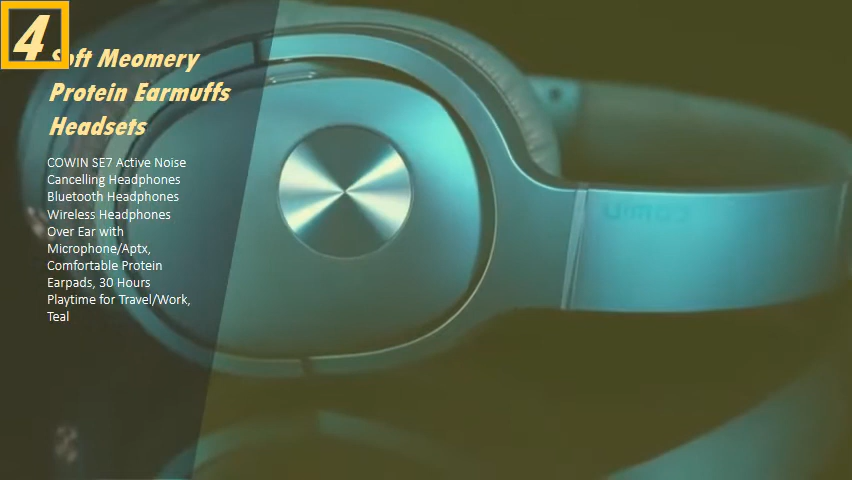 4
Soft Meomery
Protein Earmuffs
Headsets
COWIN SE7 Active Noise
Cancelling Headphones
Bluetooth Headphones
Wireless Headphones
Over Ear with
Microphone/Aptx,
Comfortable Protein
Earpads, 30 Hours
Playtime for Travel/Work,
Teal